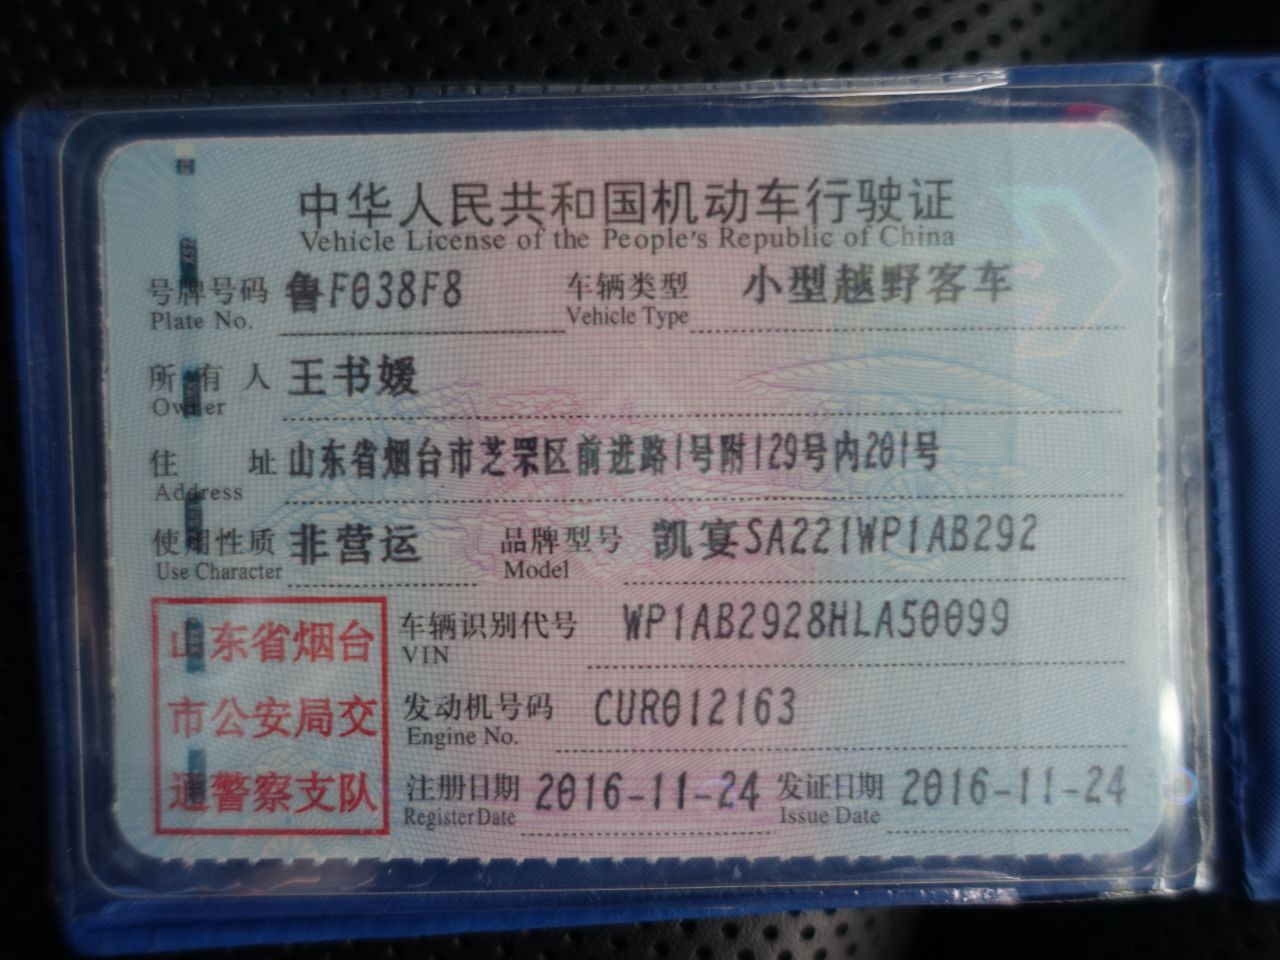 中华人民共和国机动车行驶证
Vehicle License of the People's Republic of China
号牌号码 鲁F038F8 车辆类型 小型越野客车
Plate No. Vehicle Type
所有人 王书媛
Owner
住址 山东省烟台市芝罘区前进路1号附129号内201号
Address
使用性质 非营运 品牌型号 凯宴SA221WP1AB292
Use Character Model
车辆识别代号 WP1AB2928HLA50099
VIN
发动机号码 CUR012163
Engine No.
注册日期 2016-11-24 发证日期 2016-11-24
Register Date Issue Date
山东省烟台
市公安局交
通警察支队